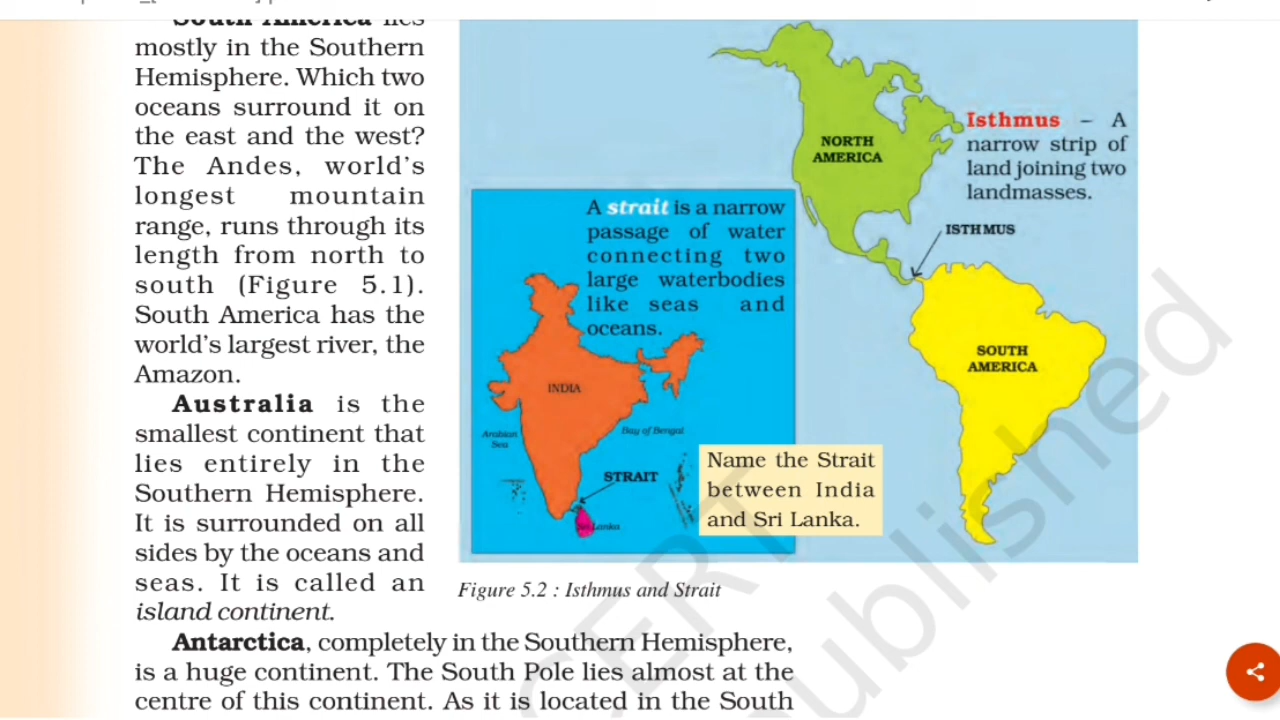 South America lies
mostly in the Southern
Hemisphere. Which two
oceans surround it on
the east and the west?
The Andes, world's
longest mountain
range, runs through its
length from north to
south (Figure 5.1).
South America has the
world's largest river, the
Amazon.
Australia is the
smallest continent that
lies entirely in the
Southern Hemisphere.
It is surrounded on all
sides by the oceans and
seas. It is called an
island continent.
NORTH
AMERICA
Isthmus – A
narrow strip of
land joining two
landmasses.
ISTHMUS
SOUTH
AMERICA
A strait is a narrow
passage of water
connecting two
large waterbodies
like seas and
oceans.
INDIA
Arabian
Sea
Bay of Bengal
STRAIT
Sri Lanka
Name the Strait
between India
and Sri Lanka.
Figure 5.2 : Isthmus and Strait
Antarctica, completely in the Southern Hemisphere,
is a huge continent. The South Pole lies almost at the
centre of this continent. As it is located in the South
CERT
ublished